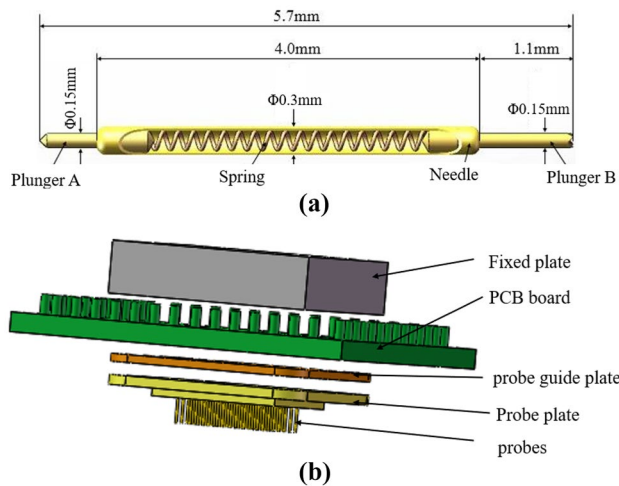 5.7mm
4.0mm
1.1mm
Φ0.15mm
Φ0.3mm
Φ0.15mm
Plunger A
Spring
Needle
Plunger B
(a)
Fixed plate
PCB board
probe guide plate
Probe plate
probes
(b)